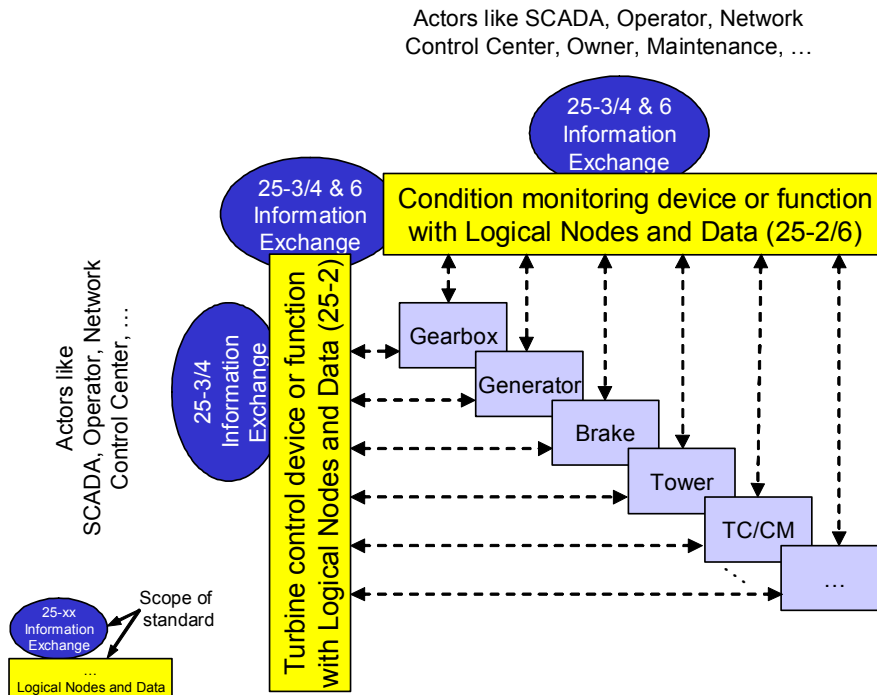 Actors like SCADA, Operator, Network
Control Center, Owner, Maintenance, …
25-3/4 & 6
Information
Exchange
25-3/4 & 6
Information
Exchange
Condition monitoring device or function
with Logical Nodes and Data (25-2/6)
Actors like
SCADA, Operator, Network
Control Center, …
25-3/4
Information
Exchange
Turbine control device or function
with Logical Nodes and Data (25-2)
Gearbox
Generator
Brake
Tower
TC/CM
…
25-xx
Information
Exchange
Scope of
standard
…
Logical Nodes and Data